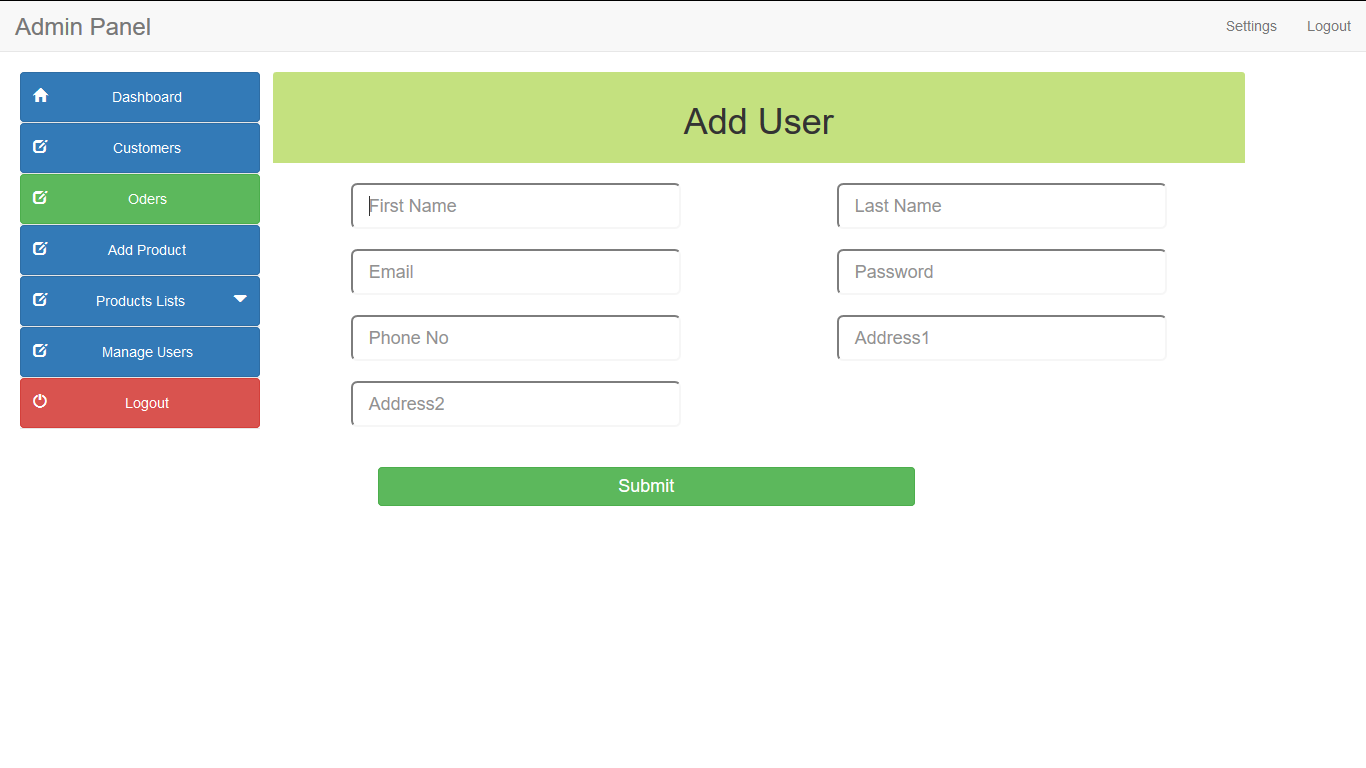 Admin Panel
Settings
Logout
Dashboard
Customers
Oders
Add Product
Products Lists
Manage Users
Logout
Add User
First Name
Last Name
Email
Password
Phone No
Address1
Address2
Submit